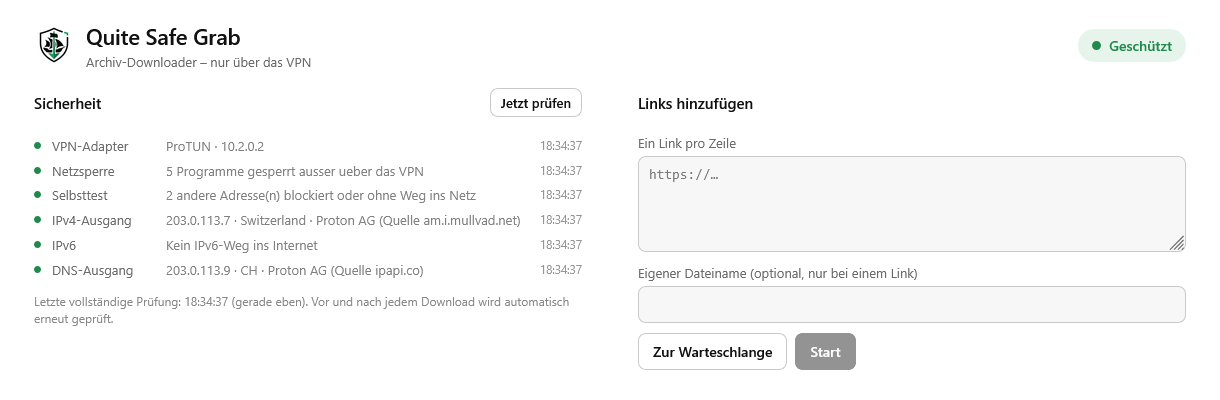 Quite Safe Grab
Archiv-Downloader – nur über das VPN
Geschützt
Sicherheit
Jetzt prüfen
VPN-Adapter ProTUN · 10.2.0.2 18:34:37
Netzsperre 5 Programme gesperrt ausser ueber das VPN 18:34:37
Selbsttest 2 andere Adresse(n) blockiert oder ohne Weg ins Netz 18:34:37
IPv4-Ausgang 203.0.113.7 · Switzerland · Proton AG (Quelle am.i.mullvad.net) 18:34:37
IPv6 Kein IPv6-Weg ins Internet 18:34:37
DNS-Ausgang 203.0.113.9 · CH · Proton AG (Quelle ipapi.co) 18:34:37
Letzte vollständige Prüfung: 18:34:37 (gerade eben). Vor und nach jedem Download wird automatisch
erneut geprüft.
Links hinzufügen
Ein Link pro Zeile
https://…
Eigener Dateiname (optional, nur bei einem Link)
Zur Warteschlange
Start